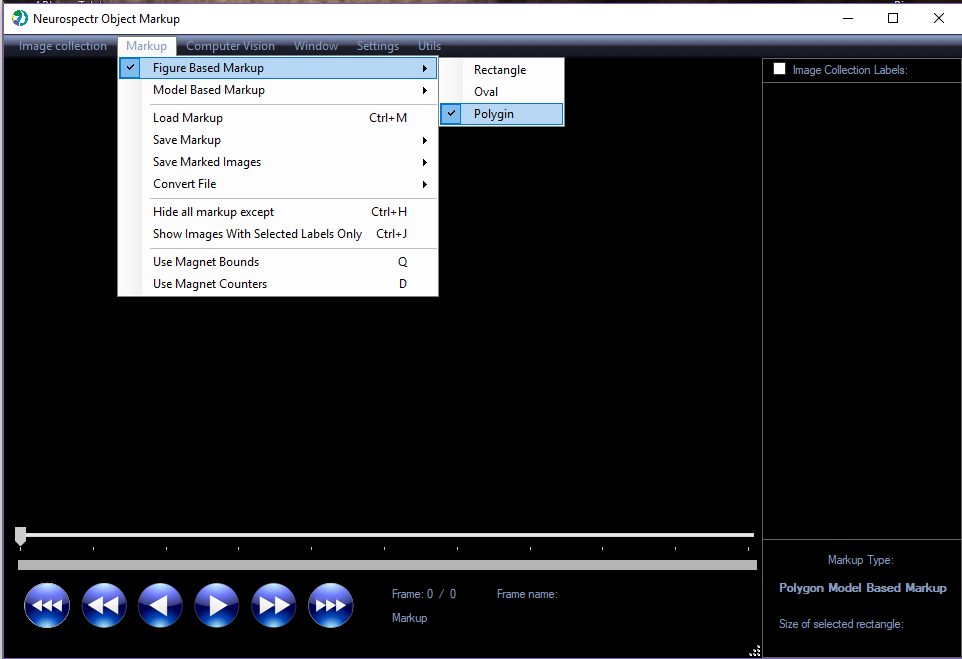 Neurospectr Object Markup
Image collection Markup Computer Vision Window Settings Utils
Figure Based Markup
Model Based Markup
Load Markup Ctrl+M
Save Markup
Save Marked Images
Convert File
Hide all markup except Ctrl+H
Show Images With Selected Labels Only Ctrl+J
Use Magnet Bounds Q
Use Magnet Counters D
Rectangle
Oval
Polygin
Image Collection Labels:
Markup Type:
Polygon Model Based Markup
Size of selected rectangle:
Frame: 0 / 0 Frame name:
Markup